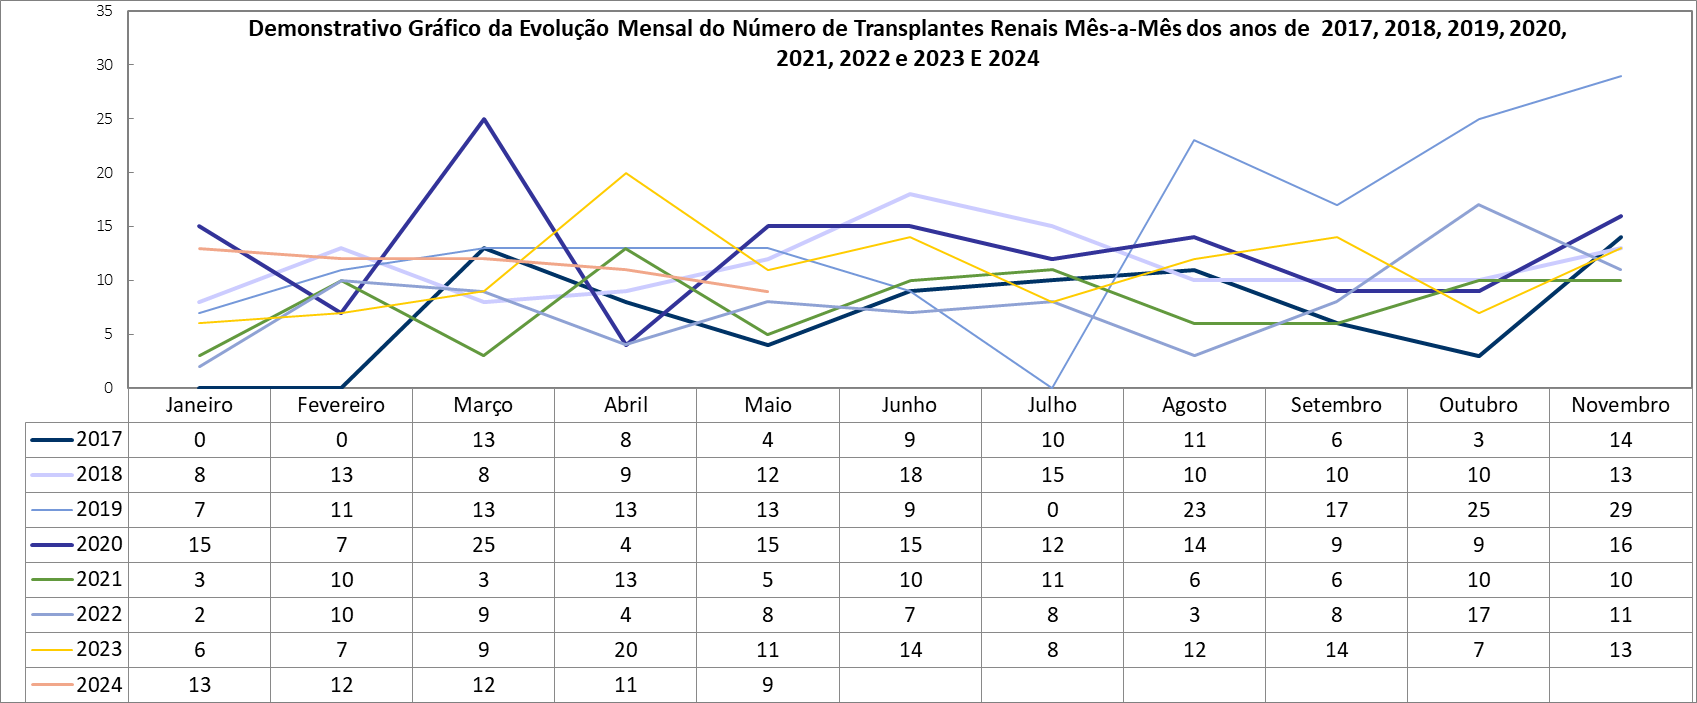 Demonstrativo Gráfico da Evolução Mensal do Número de Transplantes Renais Mês-a-Mês dos anos de 2017, 2018, 2019, 2020,
2021, 2022 e 2023 E 2024
35
30
25
20
15
10
5
0
Janeiro Fevereiro Março Abril Maio Junho Julho Agosto Setembro Outubro Novembro
2017 0 0 13 8 4 9 10 11 6 3 14
2018 8 13 8 9 12 18 15 10 10 10 13
2019 7 11 13 13 13 9 0 23 17 25 29
2020 15 7 25 4 15 15 12 14 9 9 16
2021 3 10 3 13 5 10 11 6 6 10 10
2022 2 10 9 4 8 7 8 3 8 17 11
2023 6 7 9 20 11 14 8 12 14 7 13
2024 13 12 12 11 9